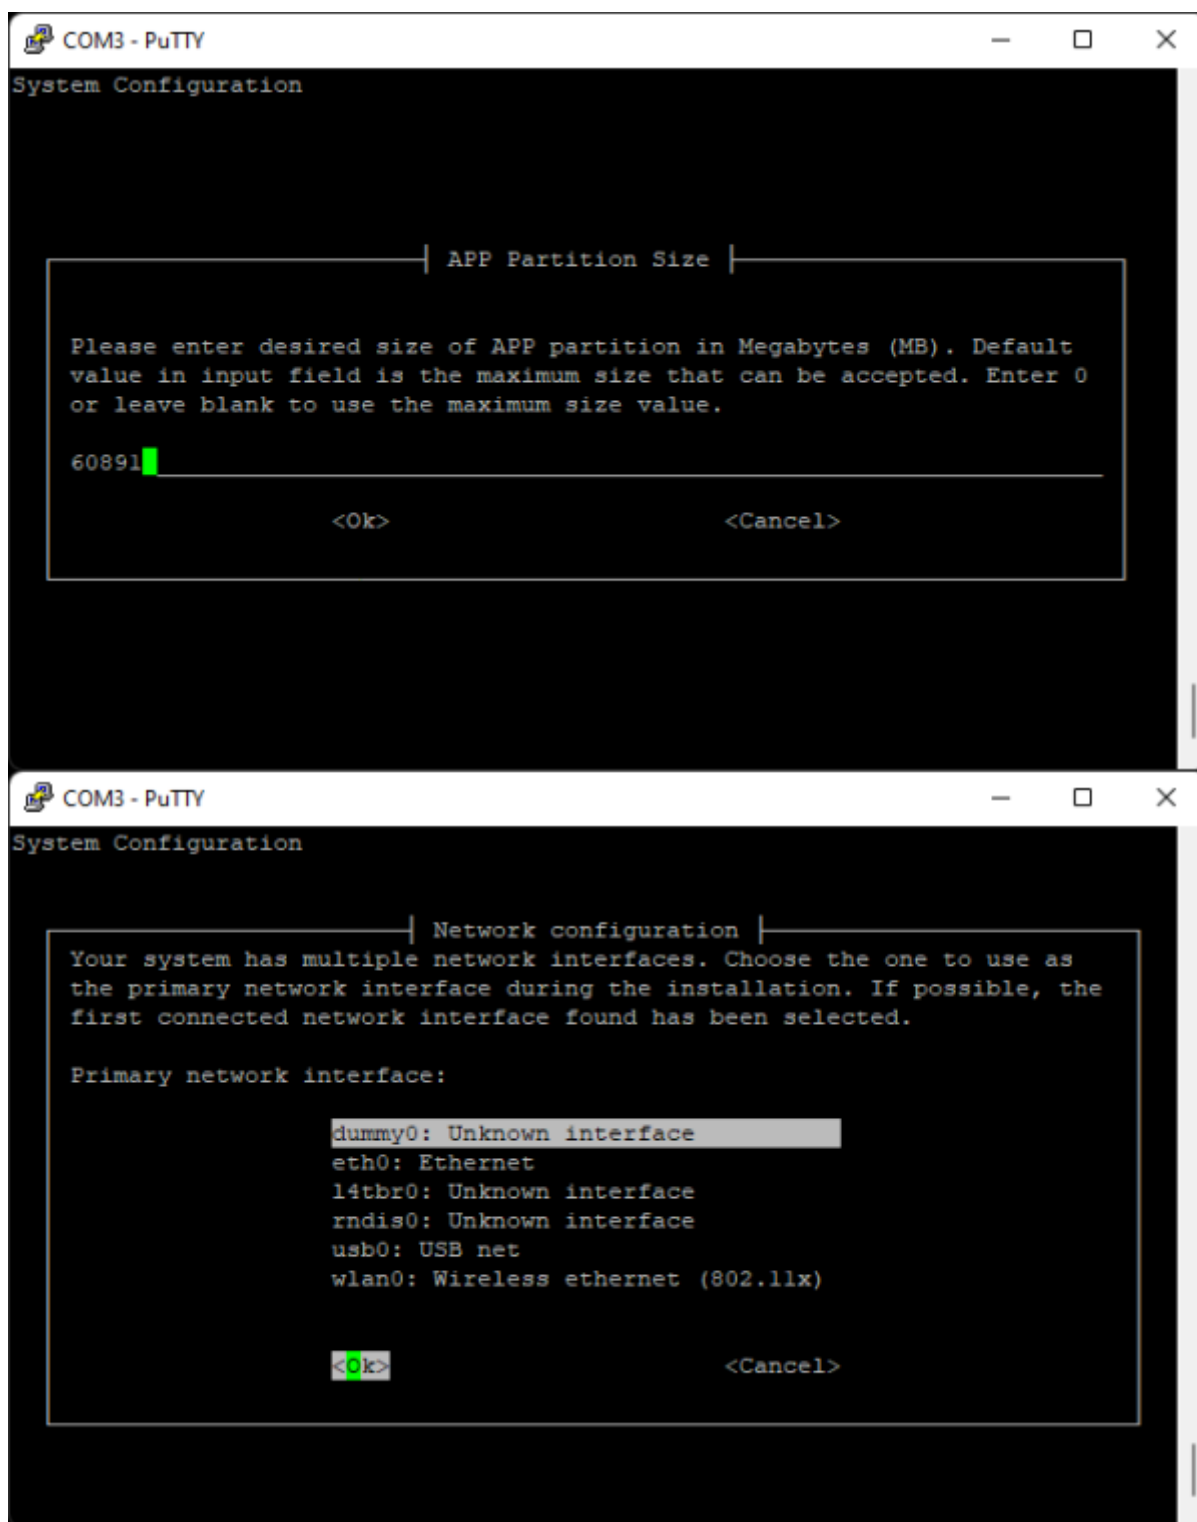 COM3 - PuTTY
System Configuration
APP Partition Size
Please enter desired size of APP partition in Megabytes (MB). Default
value in input field is the maximum size that can be accepted. Enter 0
or leave blank to use the maximum size value.
60891
<Ok> <Cancel>
COM3 - PuTTY
System Configuration
Network configuration
Your system has multiple network interfaces. Choose the one to use as
the primary network interface during the installation. If possible, the
first connected network interface found has been selected.
Primary network interface:
dummy0: Unknown interface
eth0: Ethernet
l4tbr0: Unknown interface
rndis0: Unknown interface
usb0: USB net
wlan0: Wireless ethernet (802.11x)
<Ok> <Cancel>